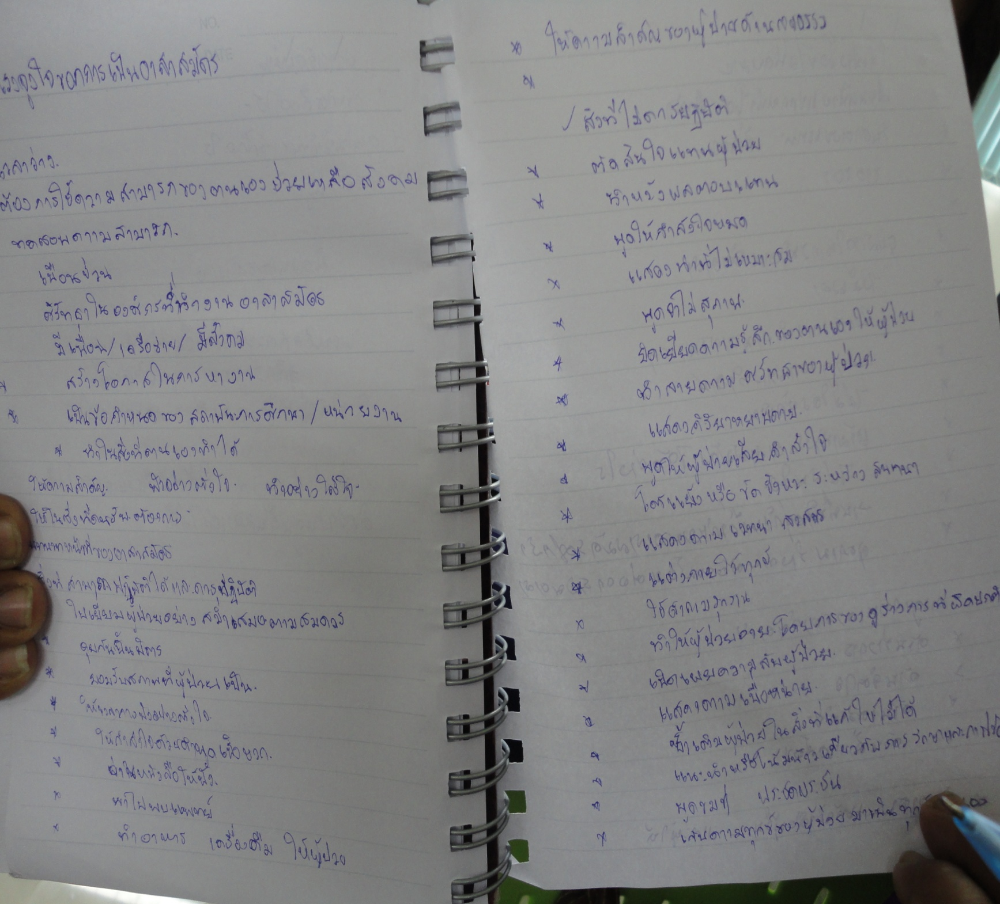 แรงจูงใจของการเป็นอาสาสมัคร
เวลาว่าง.
ต้องการใช้ความสามารถของตนเองช่วยเหลือสังคม
ทดสอบความสามารถ.
เพื่อนชวน
ศรัทธาในองค์กรที่ทำงานอาสาสมัคร
มีเพื่อน/เครือข่าย/มีสังคม
สร้างโอกาสในการหางาน
เป็นข้อกำหนดของสถาบันการศึกษา/หน่วยงาน
* ทำในสิ่งที่ตนเองทำได้
ให้ความสำคัญ. ฟังอย่างตั้งใจ. ทำอย่างใส่ใจ.
ให้ในสิ่งที่คนรับต้องการ
บทบาทหน้าที่ของอาสาสมัคร
สิ่งที่สามารถปฏิบัติได้และควรปฏิบัติ
ไปเยี่ยมผู้ป่วยอย่างสม่ำเสมอตามสมควร
* คุยกันฉันมิตร
* ยอมรับสภาพที่ผู้ป่วยเป็น.
*
* ให้กำลังใจด้วยคำพูดเชิงบวก.
* อ่านหนังสือให้ฟัง.
* พาไปพบแพทย์
* ทำอาหาร เครื่องดื่ม ให้ผู้ป่วย
* ให้ความสำคัญของผู้ป่วยด้าน
*
/ สิ่งที่ไม่ควรปฏิบัติ
* ตัดสินใจแทนผู้ป่วย
* ทำหวังผลตอบแทน
* พูดให้กำลังใจหมด
* แสดงท่าที่ไม่เหมาะสม
* พูดจาไม่สุภาพ.
* ยัดเยียดความรู้สึกของตนเองให้ผู้ป่วย
* ทำลายความศรัทธาของผู้ป่วย.
* แสดงกิริยาหยาบคาย.
* พูดให้ผู้ป่วยเสียกำลังใจ
* โต้แย้งหรือขัดจังหวะระหว่างสนทนา
* แสดงความเวทนา สงสาร
* แต่งกายไว้ทุกข์
* ใช้คำถามรุกราน
* ทำให้ผู้ป่วยอายโดยการมองดูร่างกายที่ผิดปกติ
* เปิดเผยความลับผู้ป่วย.
* แสดงความเบื่อหน่าย.
* ซ้ำเติมผู้ป่วยในสิ่งที่แก้ไขไม่ได้
* แนะนำหรือโน้มน้าวเกี่ยวกับการรักษาและการ
* พูดข่มขู่ ประชดประชัน
* เก็บความทุกข์ของผู้ป่วยมาเป็นทุกข์